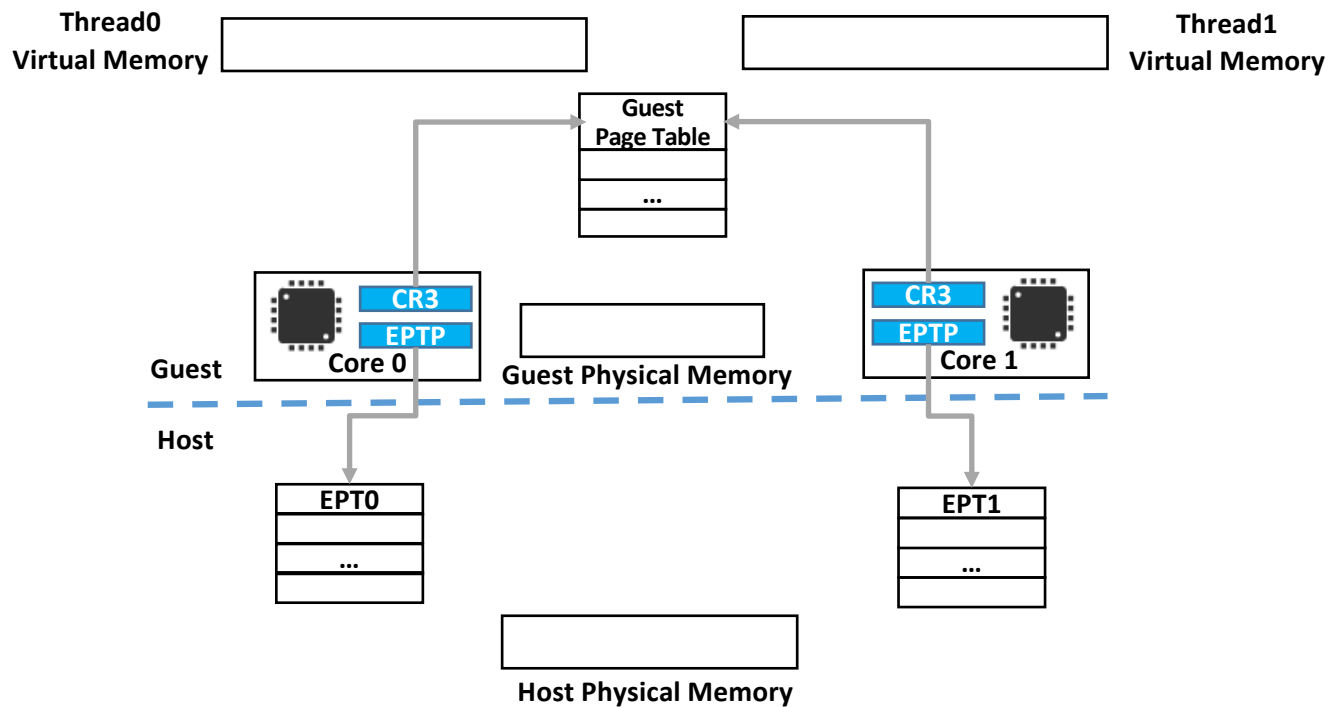 Thread0
Virtual Memory
Thread1
Virtual Memory
Guest
Page Table
...
CR3
EPTP
Core 0
CR3
EPTP
Core 1
Guest Physical Memory
Guest
Host
EPT0
...
EPT1
...
Host Physical Memory